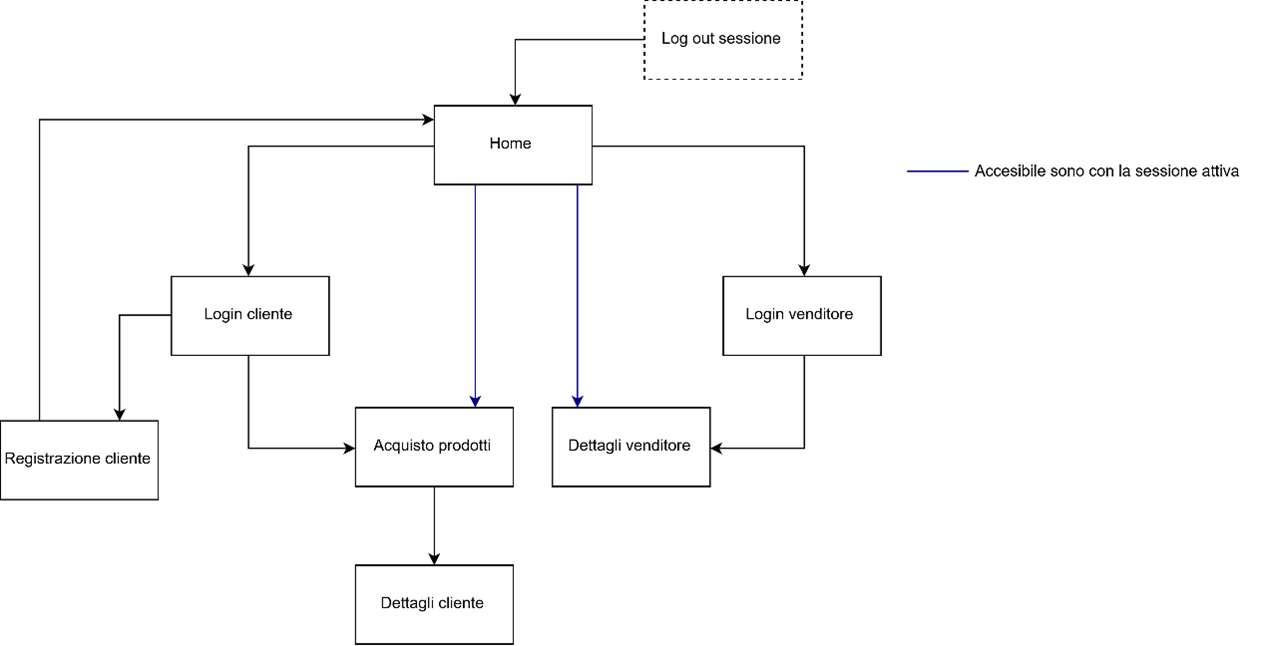 Log out sessione
Home
Accesibile sono con la sessione attiva
Login cliente
Login venditore
Acquisto prodotti
Dettagli venditore
Registrazione cliente
Dettagli cliente